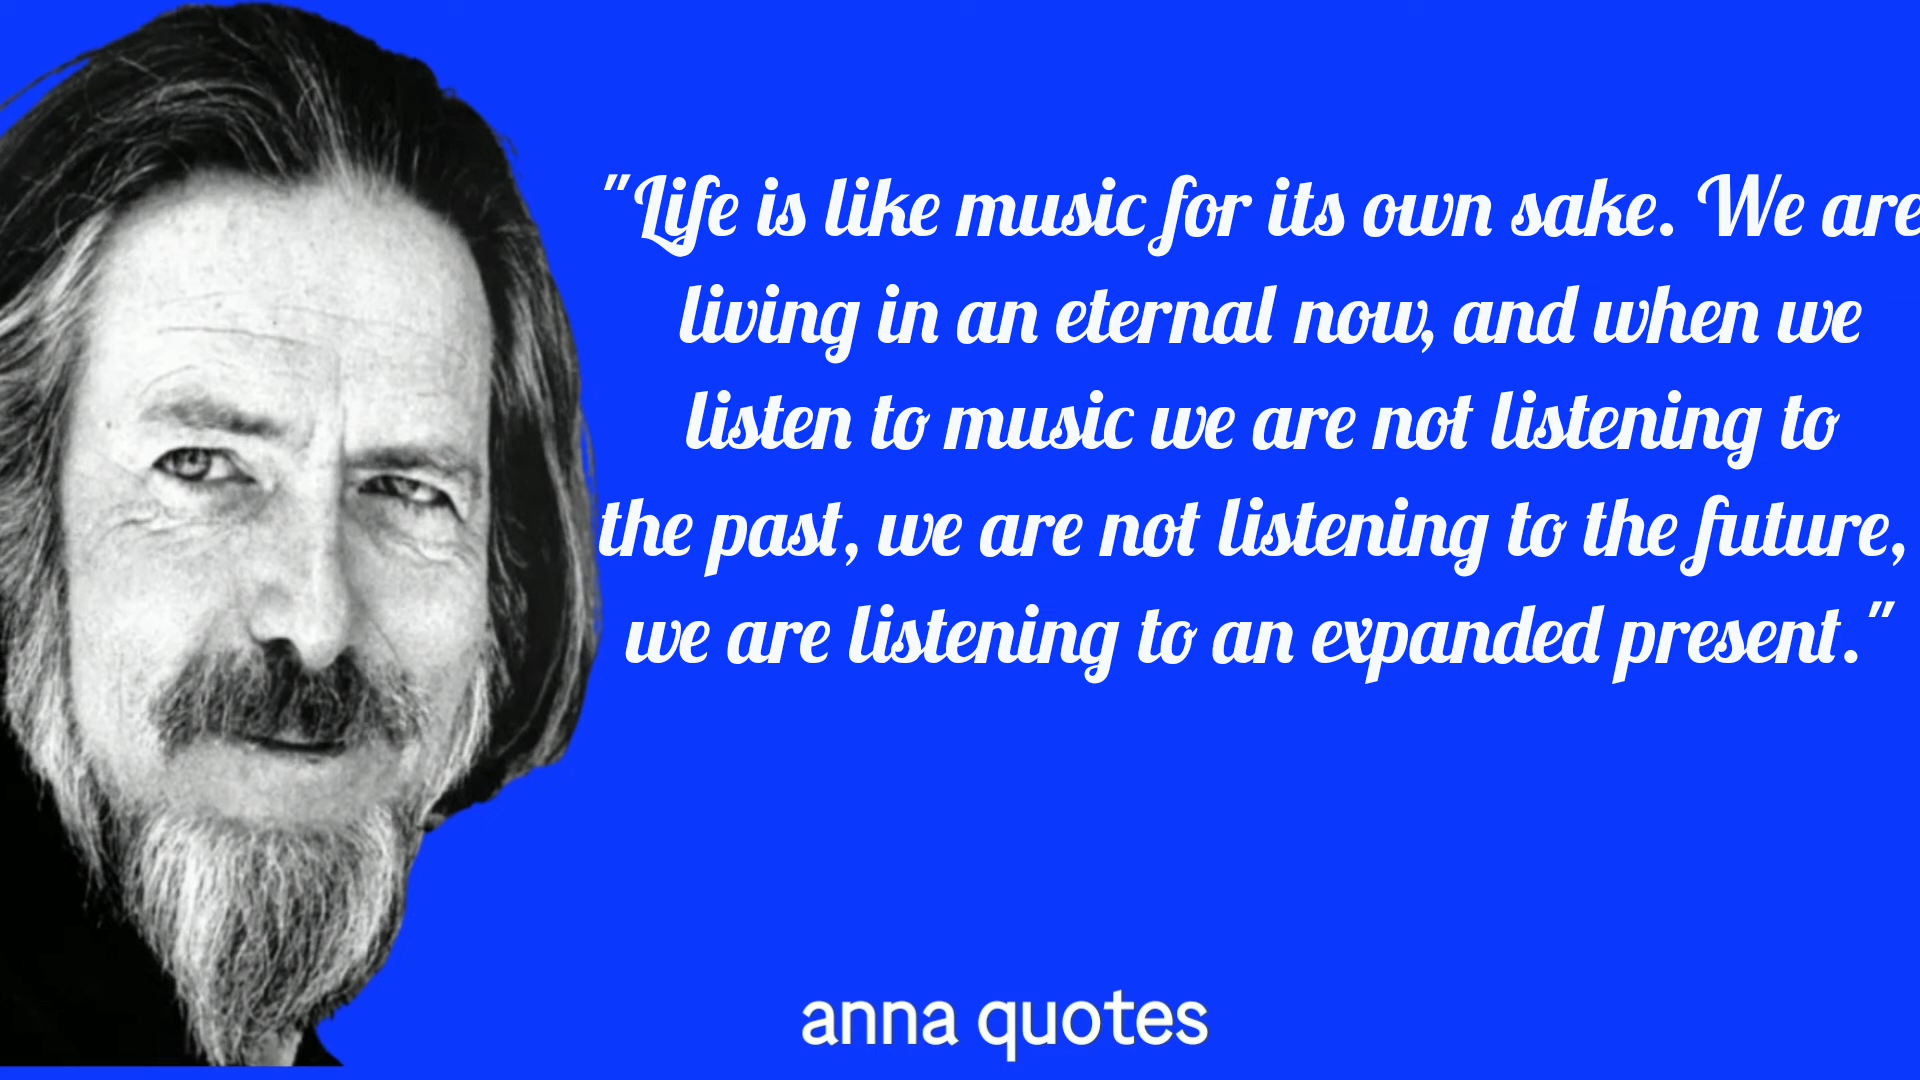 "Life is like music for its own sake. We are
living in an eternal now, and when we
listen to music we are not listening to
the past, we are not listening to the future,
we are listening to an expanded present."
anna quotes